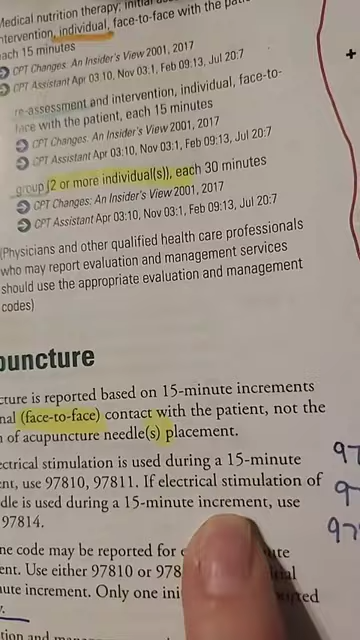 Medical nutrition therapy; initial
intervention, individual, face-to-face with the
each 15 minutes
CPT Changes: An Insider's View 2001, 2017
CPT Assistant Apr 03:10, Nov 03:1, Feb 09:13, Jul 20:7
re-assessment and intervention, individual, face-to-
face with the patient, each 15 minutes
CPT Changes: An Insider's View 2001, 2017
CPT Assistant Apr 03:10, Nov 03:1, Feb 09:13, Jul 20:7
group (2 or more individual(s)), each 30 minutes
CPT Changes: An Insider's View 2001, 2017
CPT Assistant Apr 03:10, Nov 03:1, Feb 09:13, Jul 20:7
(Physicians and other qualified health care professionals
who may report evaluation and management services
should use the appropriate evaluation and management
codes)
puncture
cture is reported based on 15-minute increments
nal (face-to-face) contact with the patient, not the
of acupuncture needle(s) placement.
ectrical stimulation is used during a 15-minute
ent, use 97810, 97811. If electrical stimulation of
dle is used during a 15-minute increment, use
97814.
ne code may be reported for
ent. Use either 97810 or 978
ute increment. Only one ini